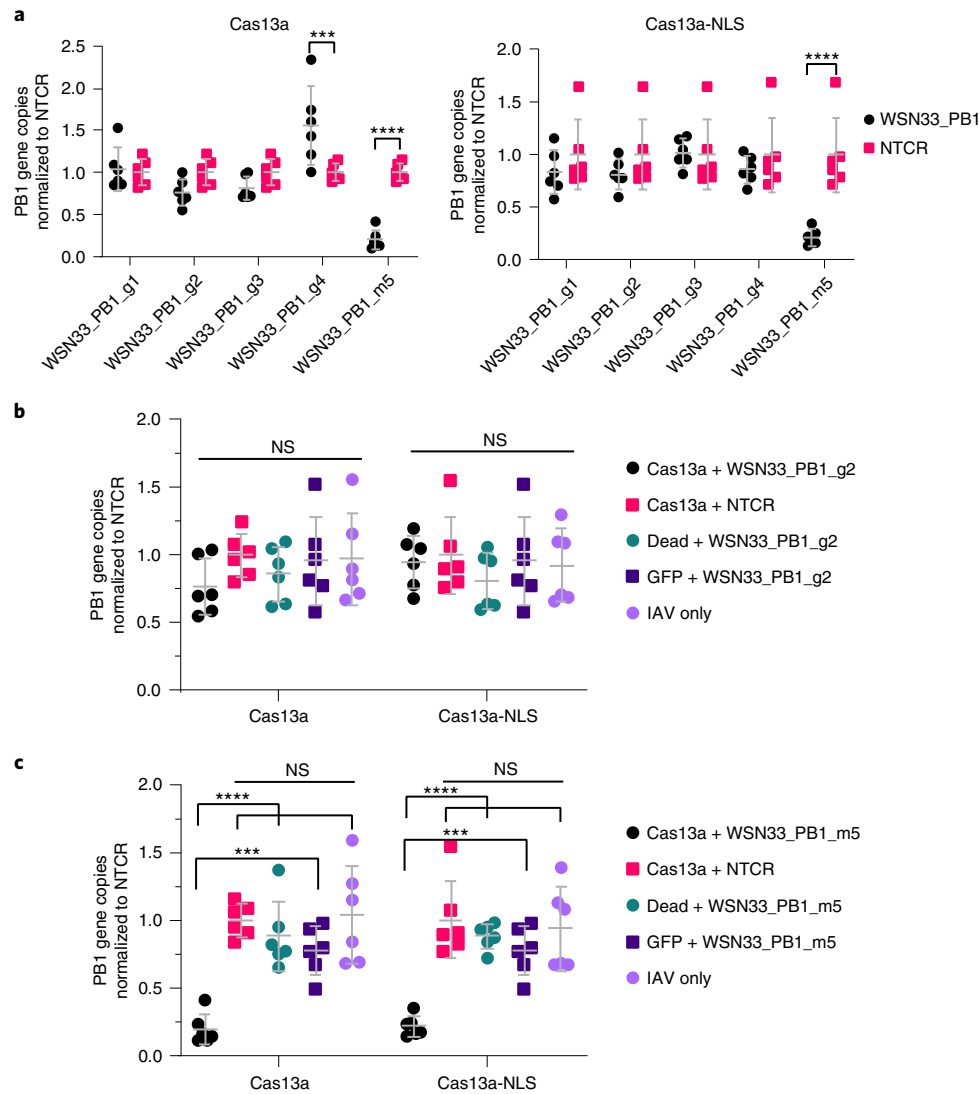 a
Cas13a
PB1 gene copies
normalized to NTCR
2.5
2.0
1.5
1.0
0.5
0.0
***
****
WSN33_PB1_g1
WSN33_PB1_g2
WSN33_PB1_g3
WSN33_PB1_g4
WSN33_PB1_m5
Cas13a-NLS
PB1 gene copies
normalized to NTCR
2.0
1.5
1.0
0.5
0.0
****
WSN33_PB1_g1
WSN33_PB1_g2
WSN33_PB1_g3
WSN33_PB1_g4
WSN33_PB1_m5
WSN33_PB1
NTCR
b
PB1 gene copies
normalized to NTCR
2.0
1.5
1.0
0.5
0.0
NS
NS
Cas13a
Cas13a-NLS
Cas13a + WSN33_PB1_g2
Cas13a + NTCR
Dead + WSN33_PB1_g2
GFP + WSN33_PB1_g2
IAV only
c
PB1 gene copies
normalized to NTCR
2.0
1.5
1.0
0.5
0.0
NS
****
***
NS
****
***
Cas13a
Cas13a-NLS
Cas13a + WSN33_PB1_m5
Cas13a + NTCR
Dead + WSN33_PB1_m5
GFP + WSN33_PB1_m5
IAV only